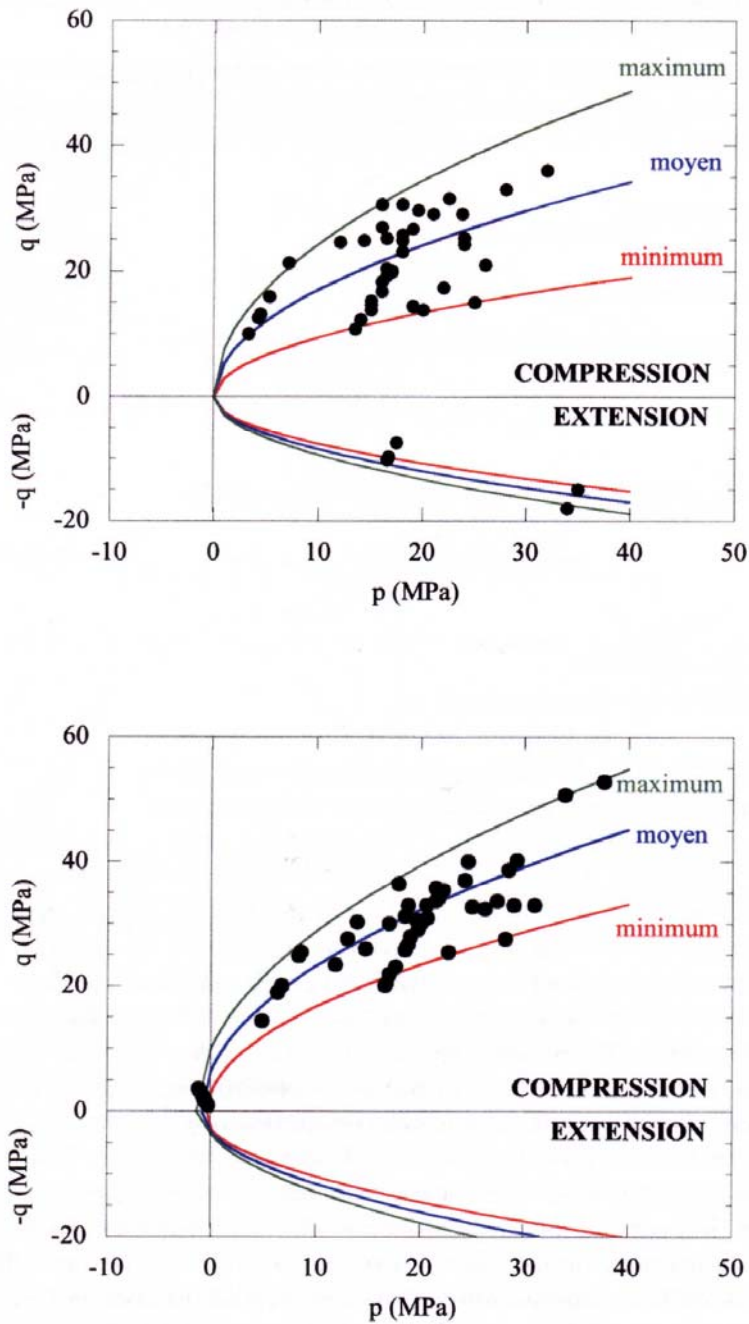 60
maximum
40
moyen
q (MPa)
20
minimum
COMPRESSION
0
EXTENSION
-q (MPa)
-20
-10 0 10 20 30 40 50
p (MPa)
60
maximum
40
moyen
q (MPa)
minimum
20
COMPRESSION
0
EXTENSION
-q (MPa)
-20
-10 0 10 20 30 40 50
p (MPa)